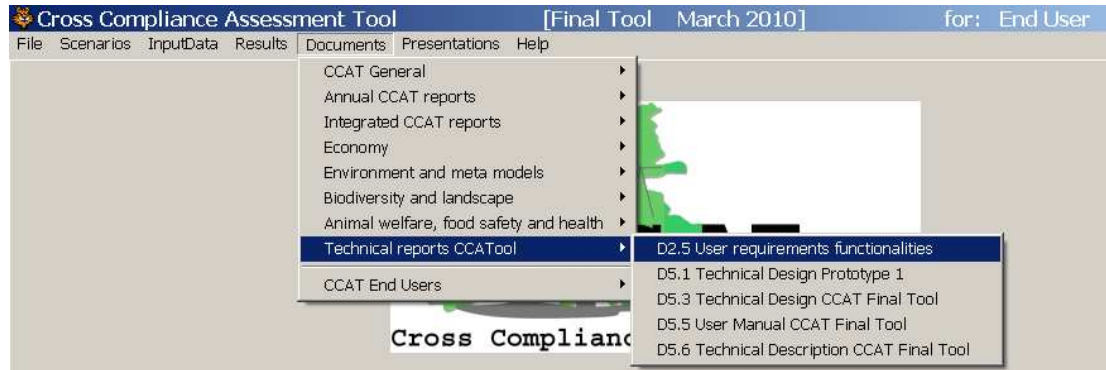 Cross Compliance Assessment Tool [Final Tool March 2010] for: End User
File Scenarios InputData Results Documents Presentations Help
CCAT General
Annual CCAT reports
Integrated CCAT reports
Economy
Environment and meta models
Biodiversity and landscape
Animal welfare, food safety and health
Technical reports CCATool
CCAT End Users
D2.5 User requirements functionalities
D5.1 Technical Design Prototype 1
D5.3 Technical Design CCAT Final Tool
D5.5 User Manual CCAT Final Tool
D5.6 Technical Description CCAT Final Tool
Cross Complianc